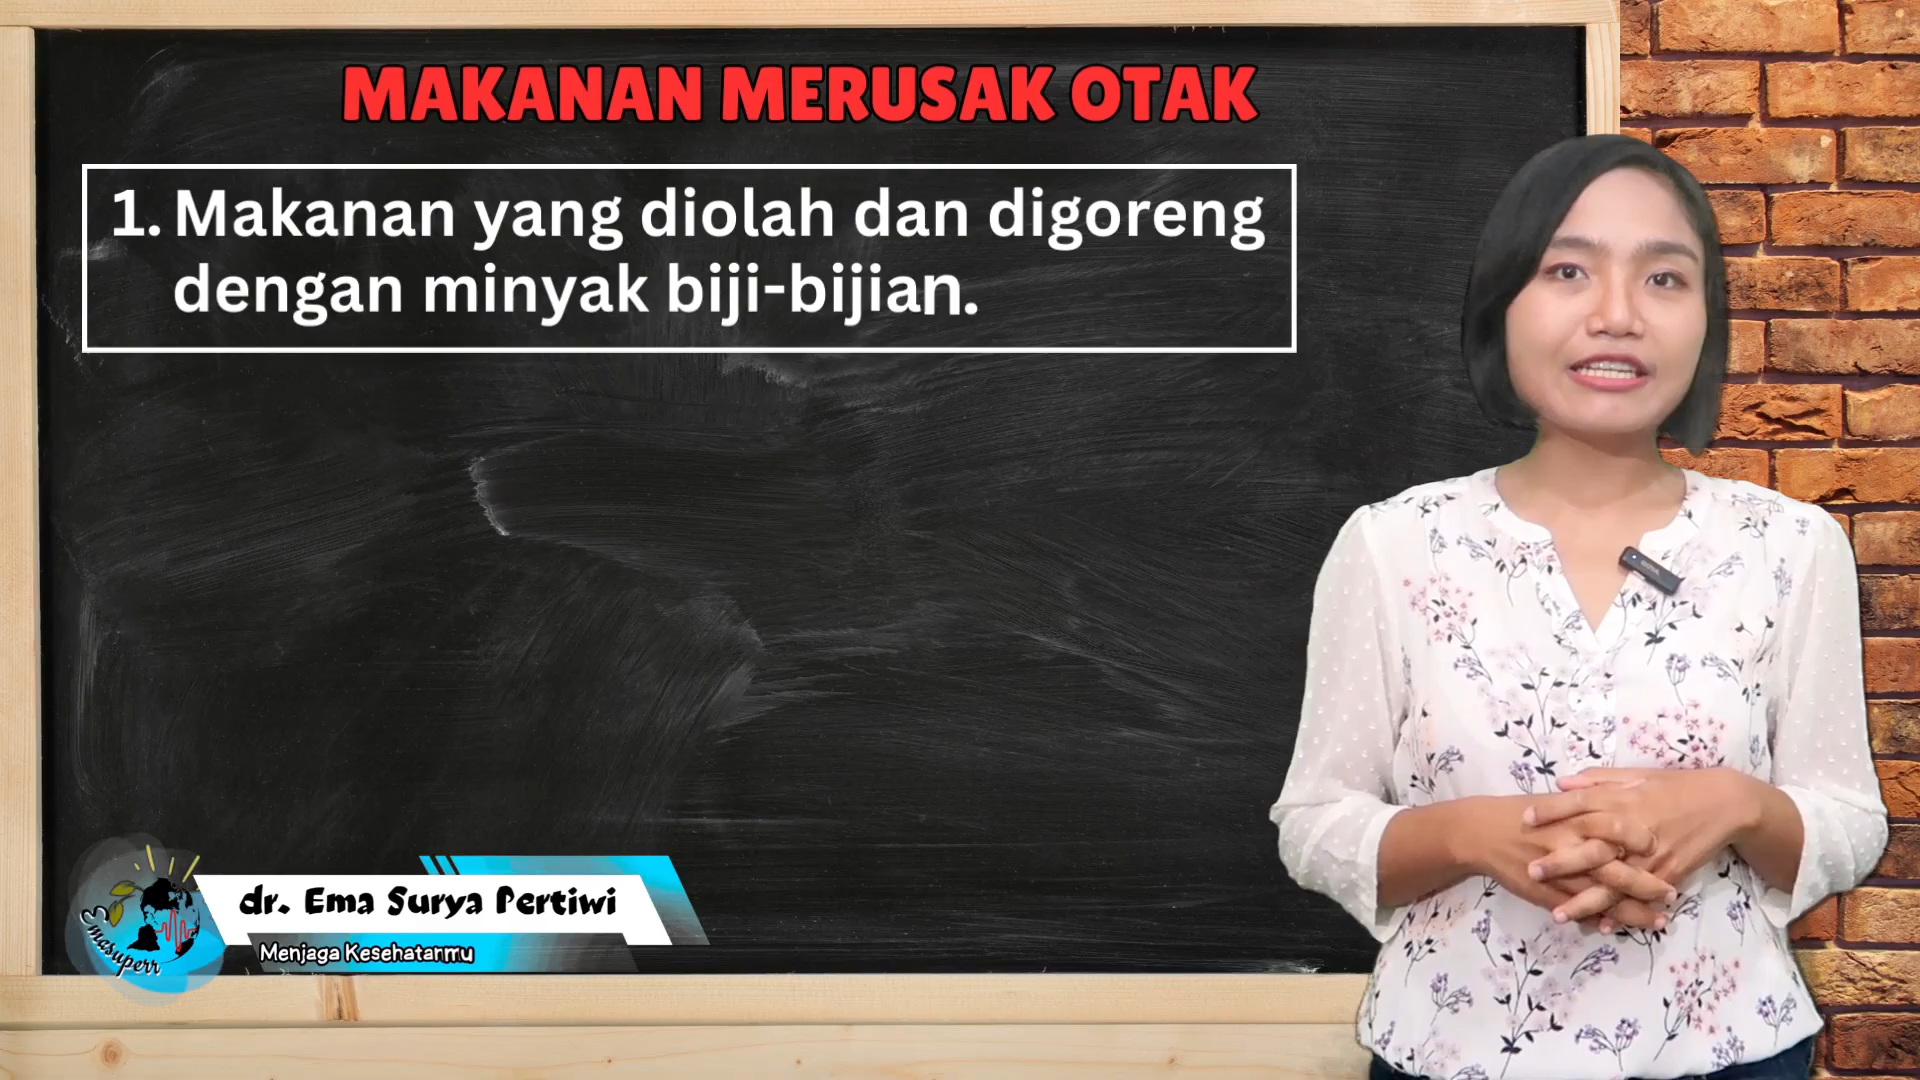 MAKANAN MERUSAK OTAK
1. Makanan yang diolah dan digoreng
dengan minyak biji-bijian.
dr. Ema Surya Pertiwi
Menjaga Kesehatanmu
Emasuperr